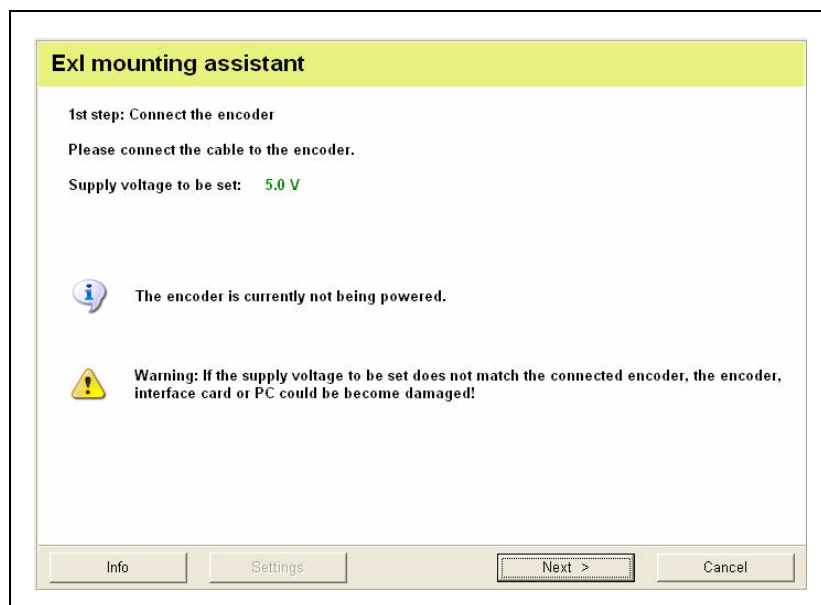 ExI mounting assistant
1st step: Connect the encoder
Please connect the cable to the encoder.
Supply voltage to be set: 5.0 V
The encoder is currently not being powered.
Warning: If the supply voltage to be set does not match the connected encoder, the encoder,
interface card or PC could be become damaged!
Info Settings Next > Cancel